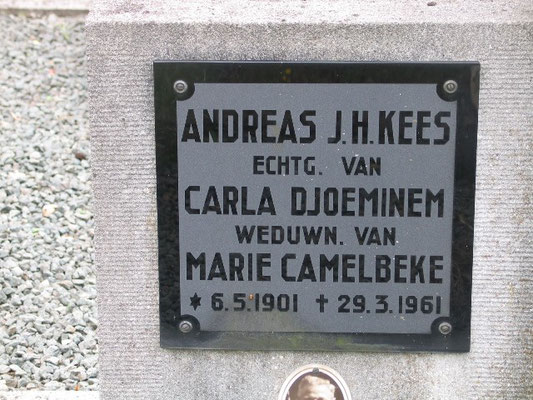 ANDREAS J.H. KEES
ECHTG. VAN
CARLA DJOEMINEM
WEDUWN. VAN
MARIE CAMELBEKE
* 6.5.1901 † 29.3.1961